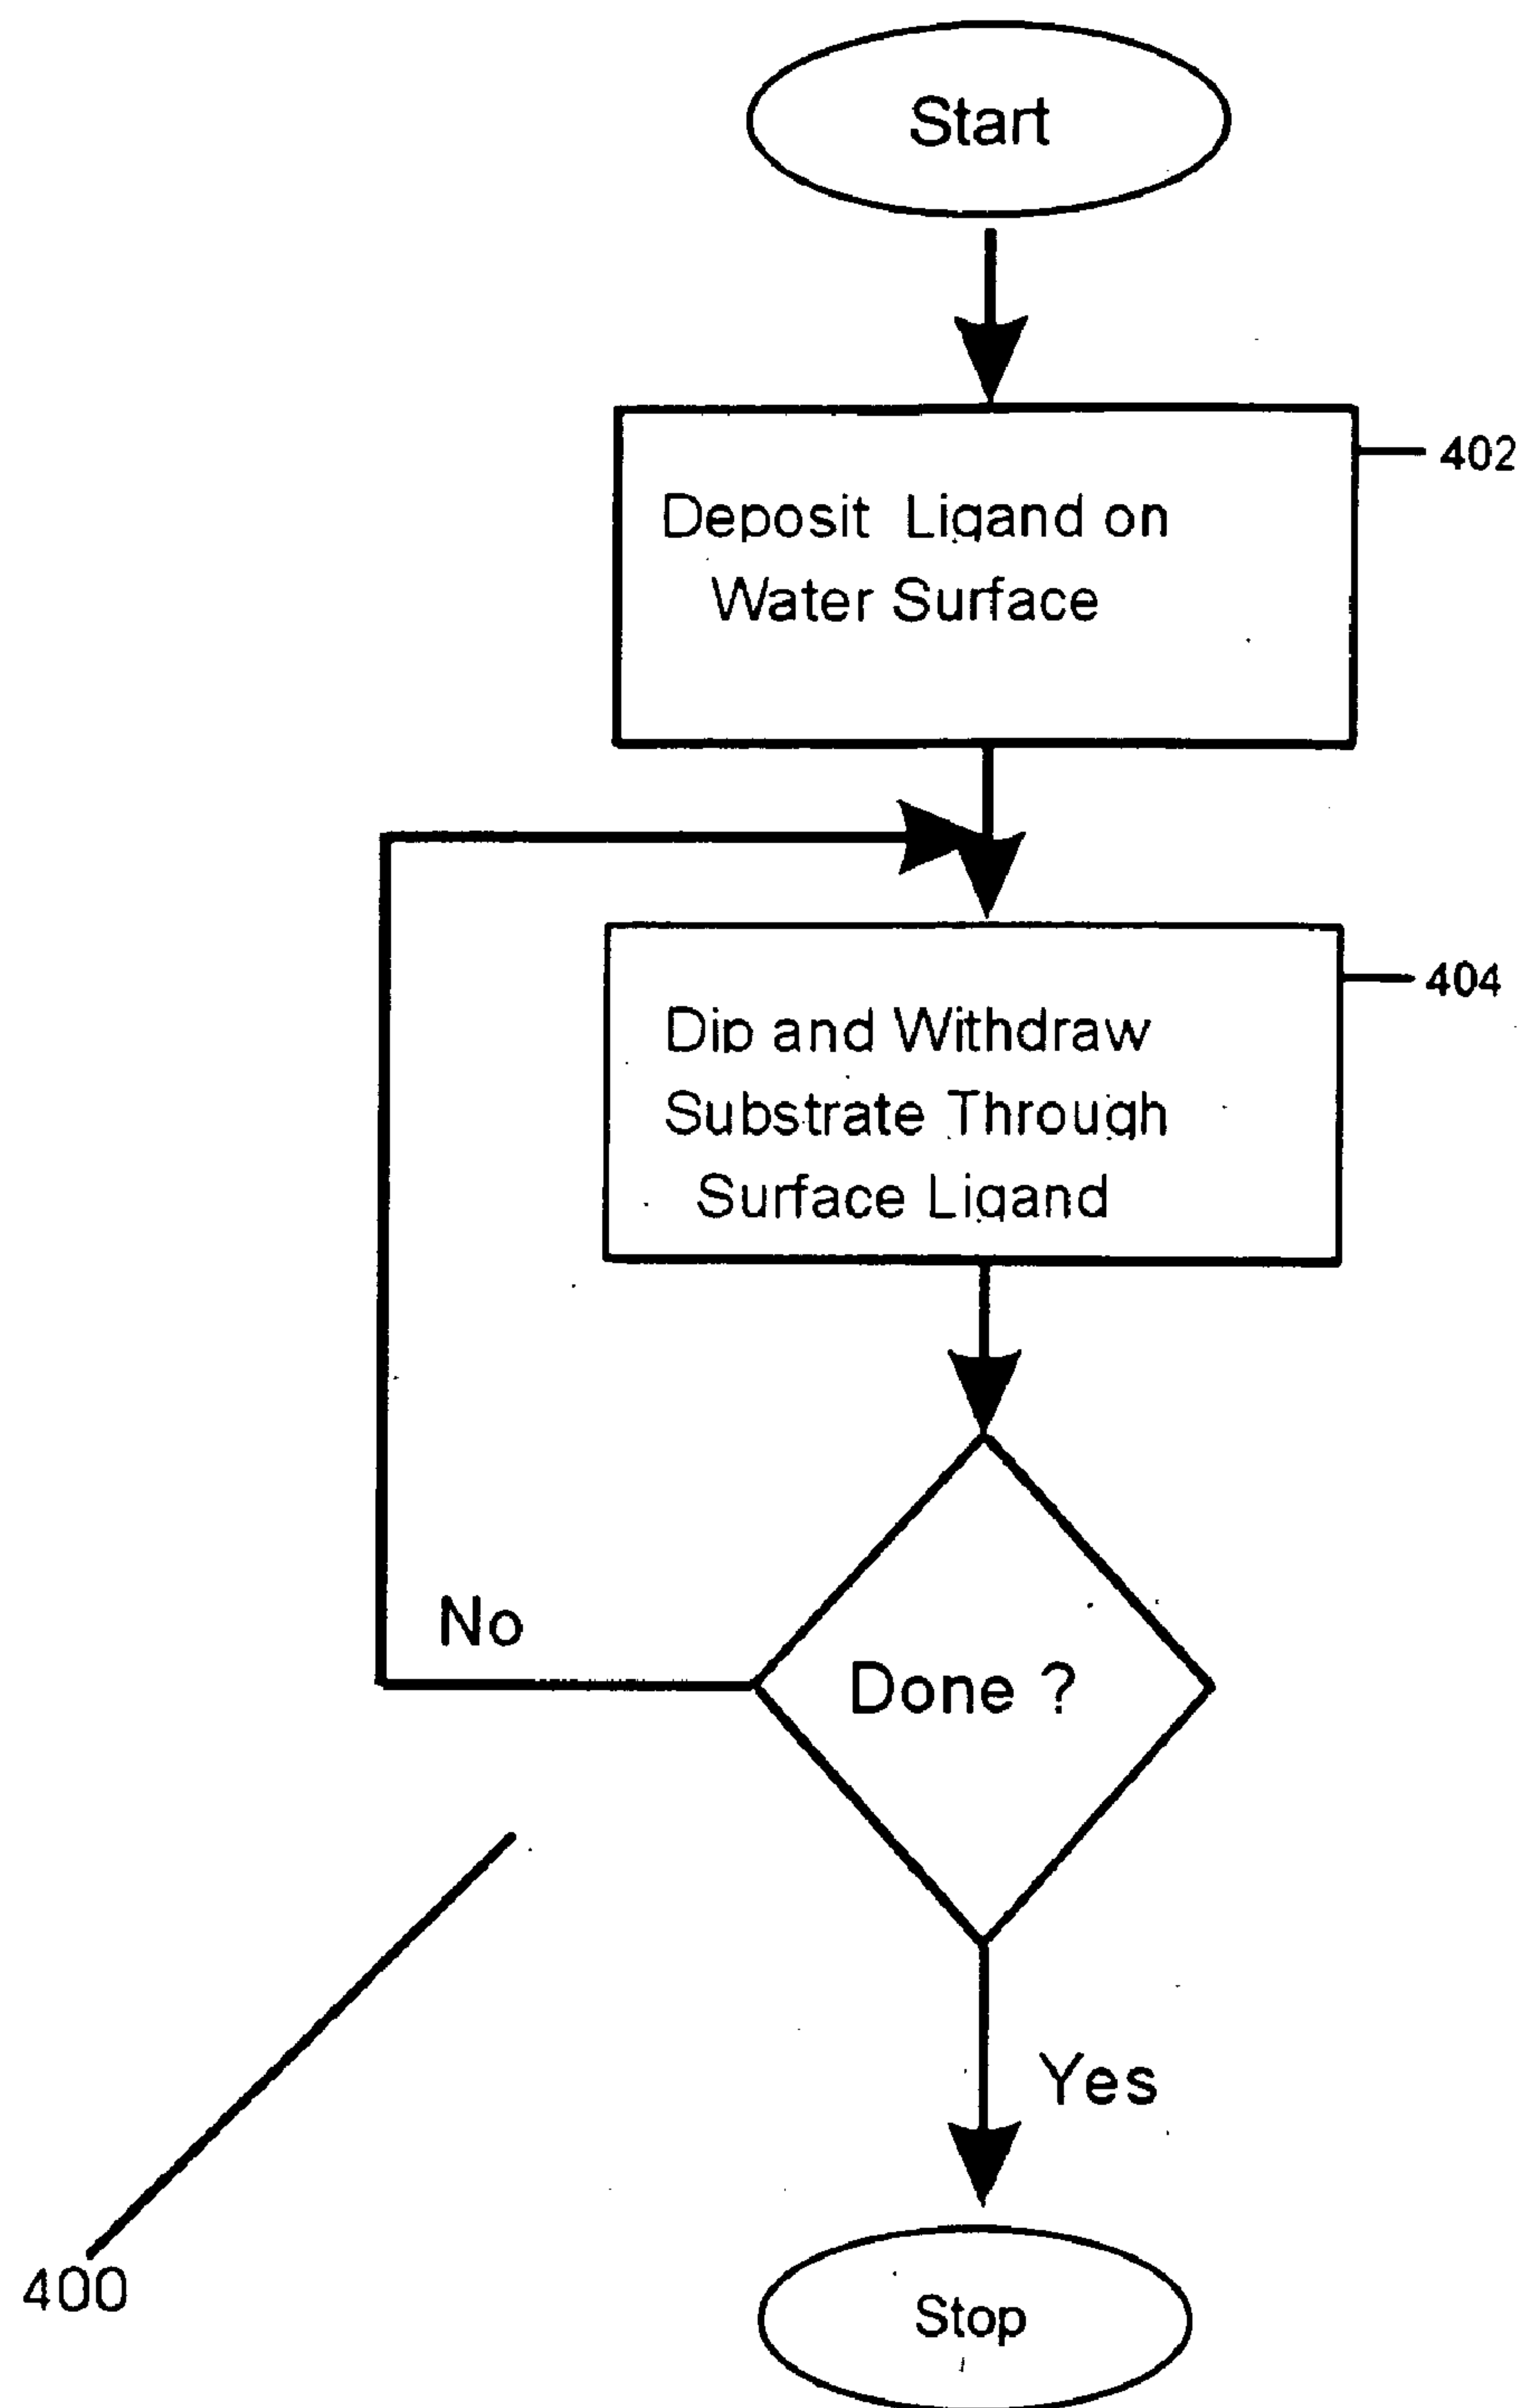 Start
402
Deposit Ligand on
Water Surface
404
Dip and Withdraw
Substrate Through
Surface Ligand
No
Done ?
Yes
400
Stop